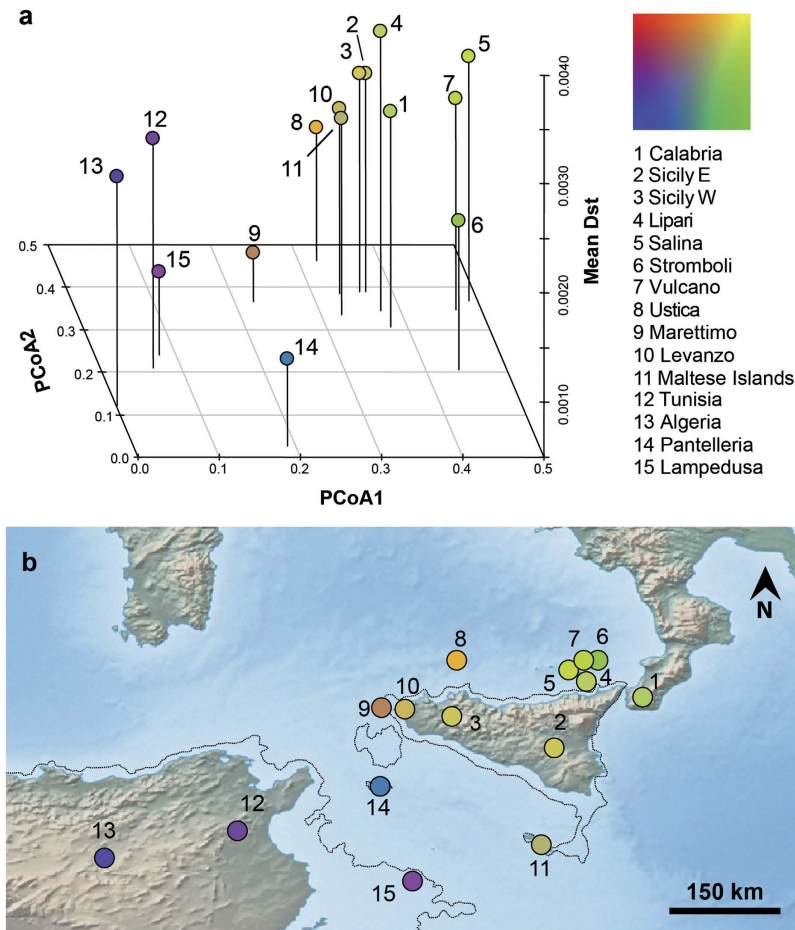 a
2
4
3
5
7
10
1
12
8
13
11
6
9
15
14
0.5
0.4
0.3
0.2
0.1
0.0
PCoA2
0.0
0.1
0.2
0.3
0.4
0.5
PCoA1
0.0040
0.0030
0.0020
0.0010
Mean Dst
1 Calabria
2 Sicily E
3 Sicily W
4 Lipari
5 Salina
6 Stromboli
7 Vulcano
8 Ustica
9 Marettimo
10 Levanzo
11 Maltese Islands
12 Tunisia
13 Algeria
14 Pantelleria
15 Lampedusa
b
N
8
7
6
5
4
1
9
10
3
2
14
12
13
11
15
150 km